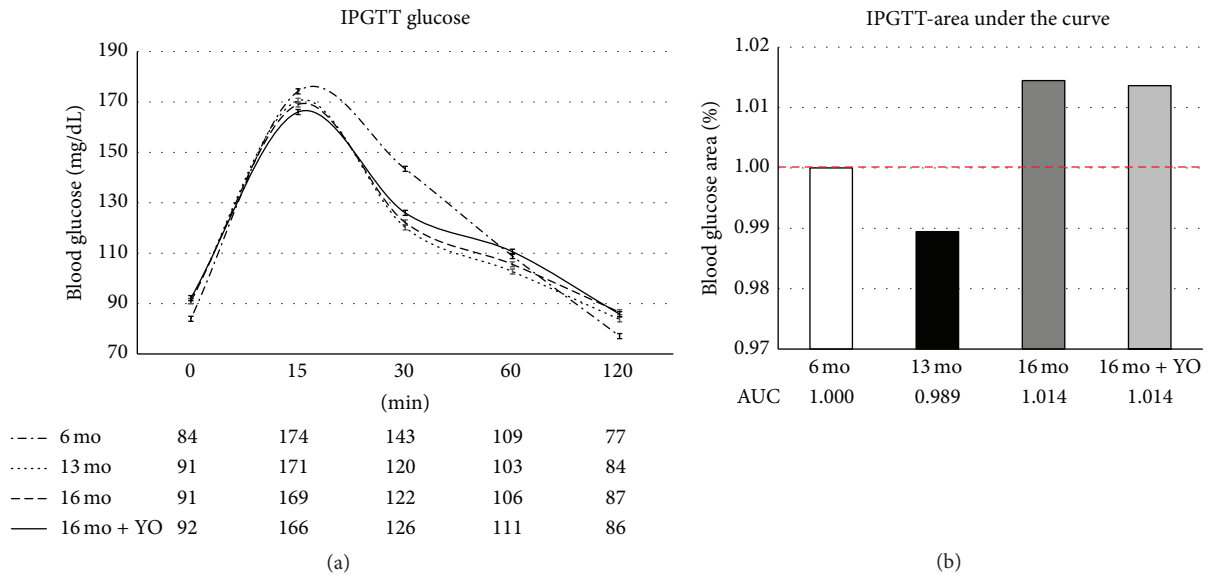 IPGTT glucose
190
170
150
130
110
90
70
Blood glucose (mg/dL)
0 15 30 60 120
(min)
6 mo 84 174 143 109 77
13 mo 91 171 120 103 84
16 mo 91 169 122 106 87
16 mo + YO 92 166 126 111 86
(a)
IPGTT-area under the curve
1.02
1.01
1.00
0.99
0.98
0.97
Blood glucose area (%)
6 mo 13 mo 16 mo 16 mo + YO
AUC 1.000 0.989 1.014 1.014
(b)